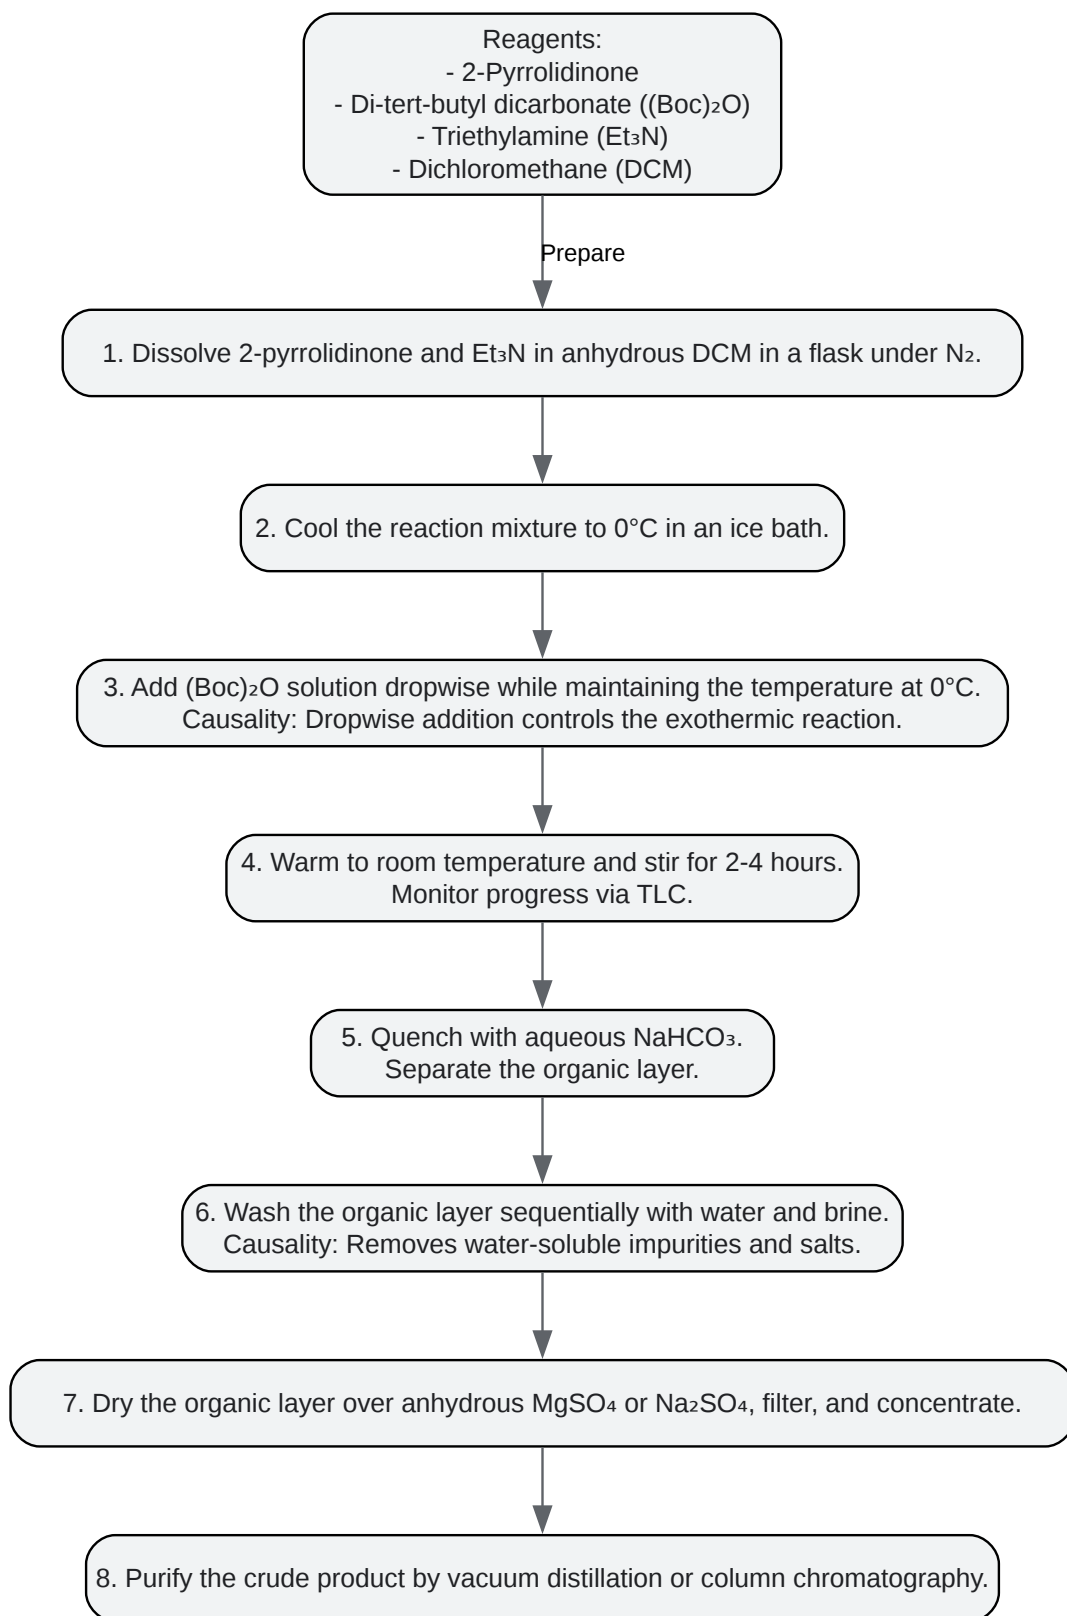 Reagents:
- 2-Pyrrolidinone
- Di-tert-butyl dicarbonate ((Boc)₂O)
- Triethylamine (Et₃N)
- Dichloromethane (DCM)
Prepare
1. Dissolve 2-pyrrolidinone and Et₃N in anhydrous DCM in a flask under N₂.
2. Cool the reaction mixture to 0°C in an ice bath.
3. Add (Boc)₂O solution dropwise while maintaining the temperature at 0°C.
Causality: Dropwise addition controls the exothermic reaction.
4. Warm to room temperature and stir for 2-4 hours.
Monitor progress via TLC.
5. Quench with aqueous NaHCO₃.
Separate the organic layer.
6. Wash the organic layer sequentially with water and brine.
Causality: Removes water-soluble impurities and salts.
7. Dry the organic layer over anhydrous MgSO₄ or Na₂SO₄, filter, and concentrate.
8. Purify the crude product by vacuum distillation or column chromatography.